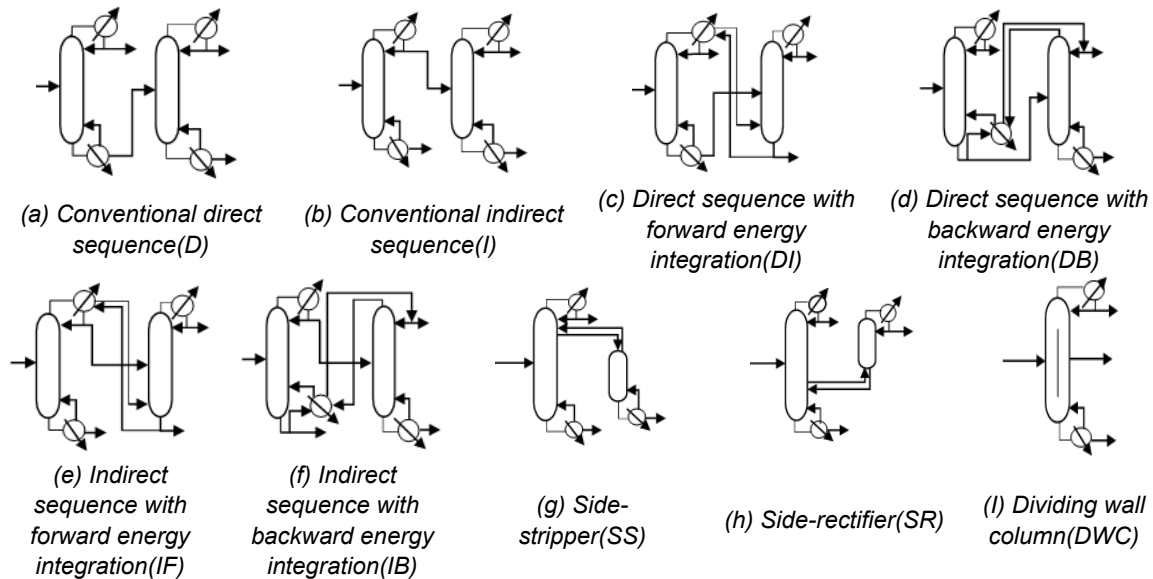 (a) Conventional direct
sequence(D)
(b) Conventional indirect
sequence(I)
(c) Direct sequence with
forward energy
integration(DI)
(d) Direct sequence with
backward energy
integration(DB)
(e) Indirect
sequence with
forward energy
integration(IF)
(f) Indirect
sequence with
backward energy
integration(IB)
(g) Side-
stripper(SS)
(h) Side-rectifier(SR)
(I) Dividing wall
column(DWC)